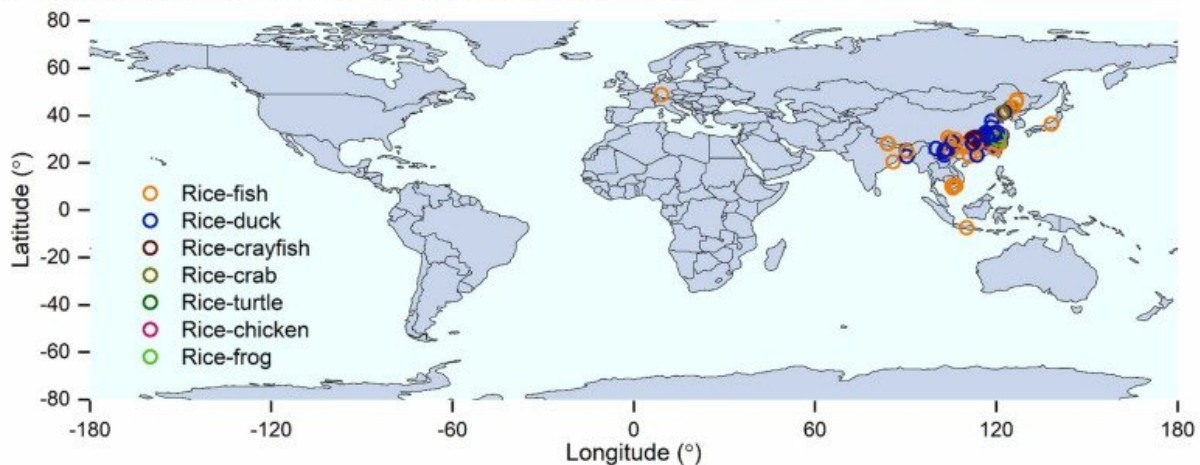 80
60
40
20
0
-20
-40
-60
-80
Latitude (°)
Rice-fish
Rice-duck
Rice-crayfish
Rice-crab
Rice-turtle
Rice-chicken
Rice-frog
-180 -120 -60 0 60 120 180
Longitude (°)